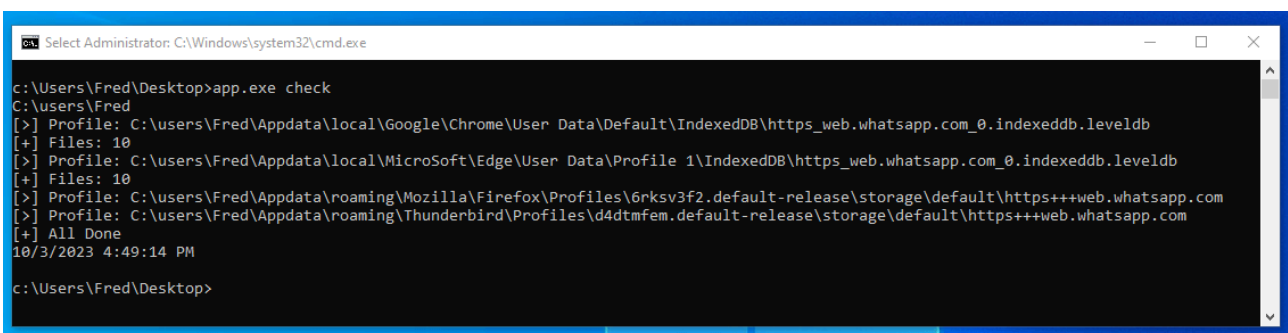 Select Administrator: C:\Windows\system32\cmd.exe
c:\Users\Fred\Desktop>app.exe check
C:\users\Fred
[>] Profile: C:\users\Fred\Appdata\local\Google\Chrome\User Data\Default\IndexedDB\https_web.whatsapp.com_0.indexeddb.leveldb
[+] Files: 10
[>] Profile: C:\users\Fred\Appdata\local\MicroSoft\Edge\User Data\Profile 1\IndexedDB\https_web.whatsapp.com_0.indexeddb.leveldb
[+] Files: 10
[>] Profile: C:\users\Fred\Appdata\roaming\Mozilla\Firefox\Profiles\6rksv3f2.default-release\storage\default\https+++web.whatsapp.com
[>] Profile: C:\users\Fred\Appdata\roaming\Thunderbird\Profiles\d4dtmfem.default-release\storage\default\https+++web.whatsapp.com
[+] All Done
10/3/2023 4:49:14 PM
c:\Users\Fred\Desktop>